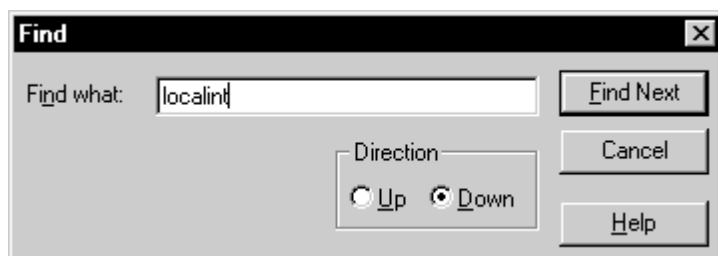 Find
Find what: localint Find Next
Direction Cancel
Up Down
Help